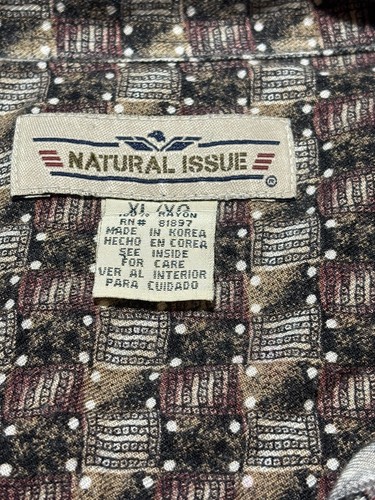 NATURAL ISSUE
®
XL/XG
100% RAYON
RN# 81897
MADE IN KOREA
HECHO EN COREA
SEE INSIDE
FOR CARE
VER AL INTERIOR
PARA CUIDADO